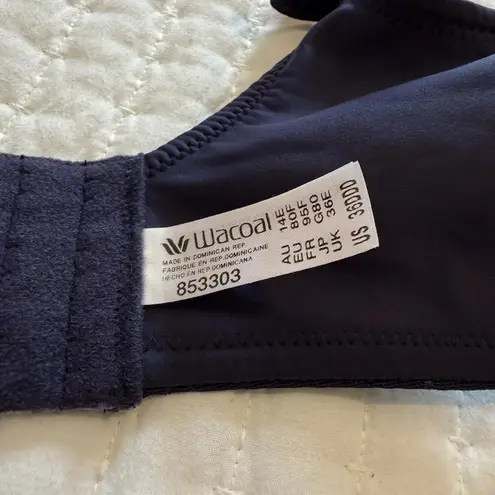 Wacoal
MADE IN DOMINICAN REP.
FABRIQUE EN REP.DOMINICAINE
HECHO EN REP.DOMINICANA
853303
AU 14E
EU 80F
FR 95F
JP G80
UK 36E
US 36DDD